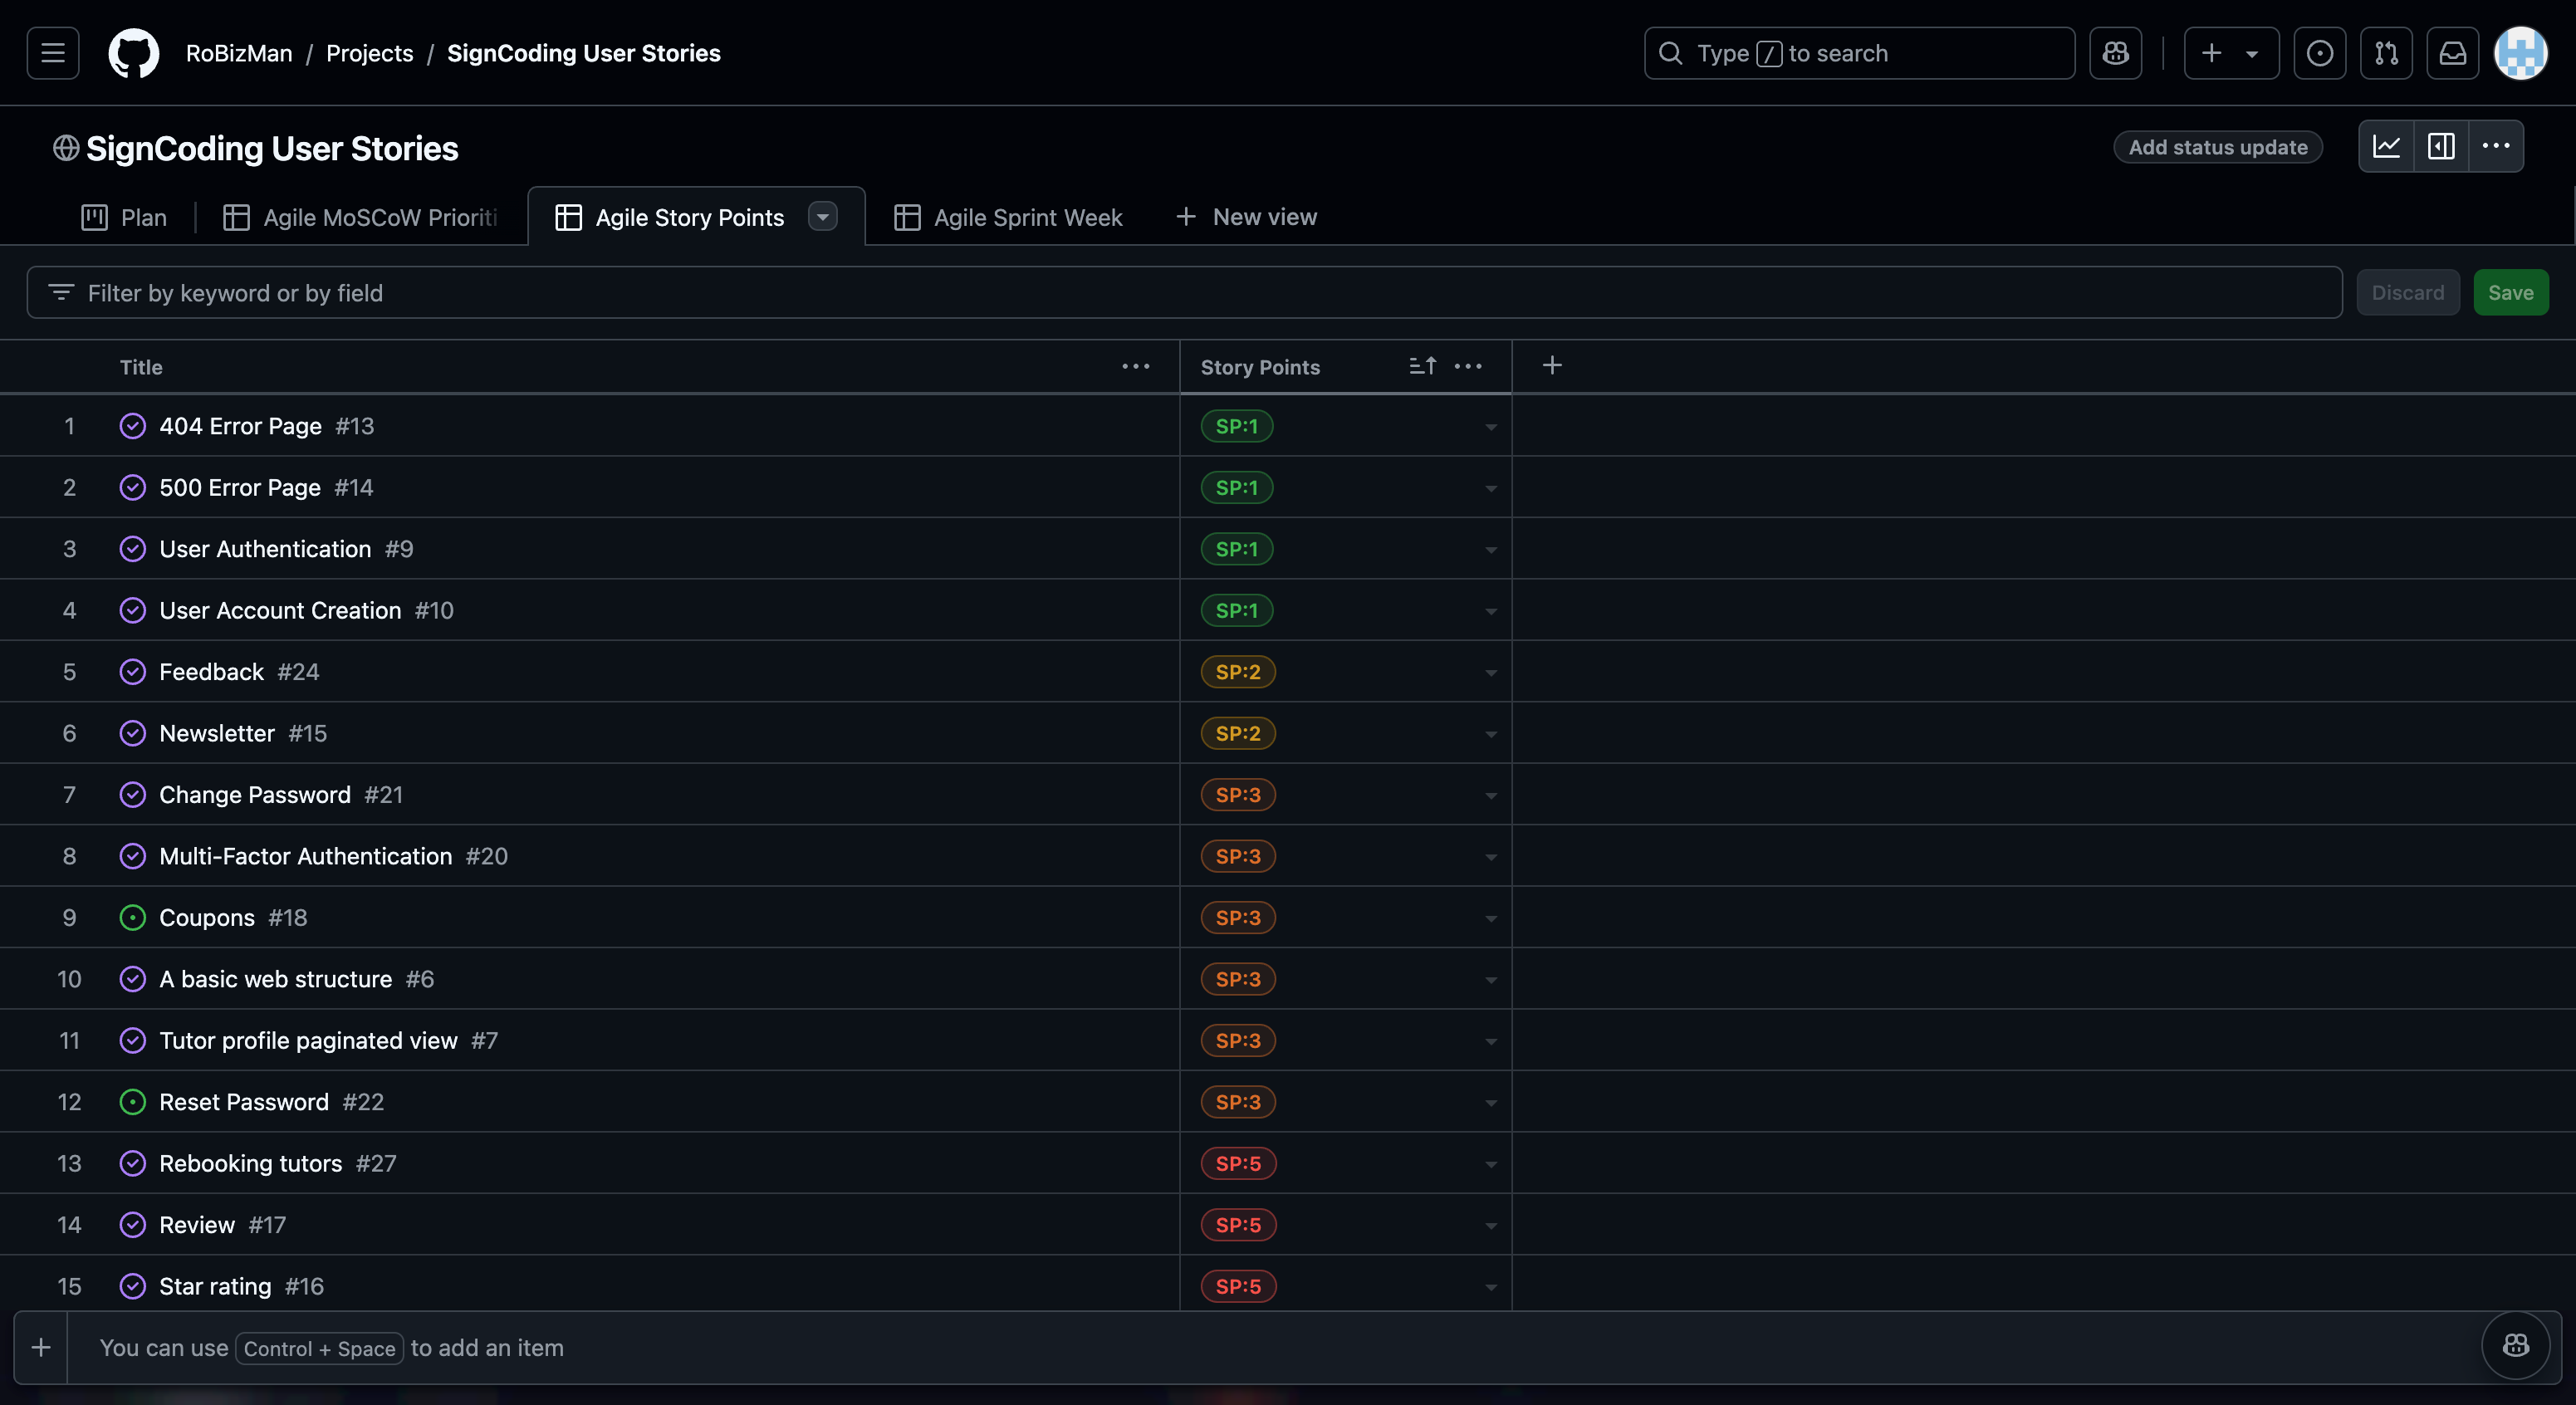 RoBizMan / Projects / SignCoding User Stories
Type / to search
SignCoding User Stories
Add status update
Plan
Agile MoSCoW Prioriti
Agile Story Points
Agile Sprint Week
New view
Filter by keyword or by field
Discard
Save
Title
Story Points
1 404 Error Page #13 SP:1
2 500 Error Page #14 SP:1
3 User Authentication #9 SP:1
4 User Account Creation #10 SP:1
5 Feedback #24 SP:2
6 Newsletter #15 SP:2
7 Change Password #21 SP:3
8 Multi-Factor Authentication #20 SP:3
9 Coupons #18 SP:3
10 A basic web structure #6 SP:3
11 Tutor profile paginated view #7 SP:3
12 Reset Password #22 SP:3
13 Rebooking tutors #27 SP:5
14 Review #17 SP:5
15 Star rating #16 SP:5
You can use Control + Space to add an item